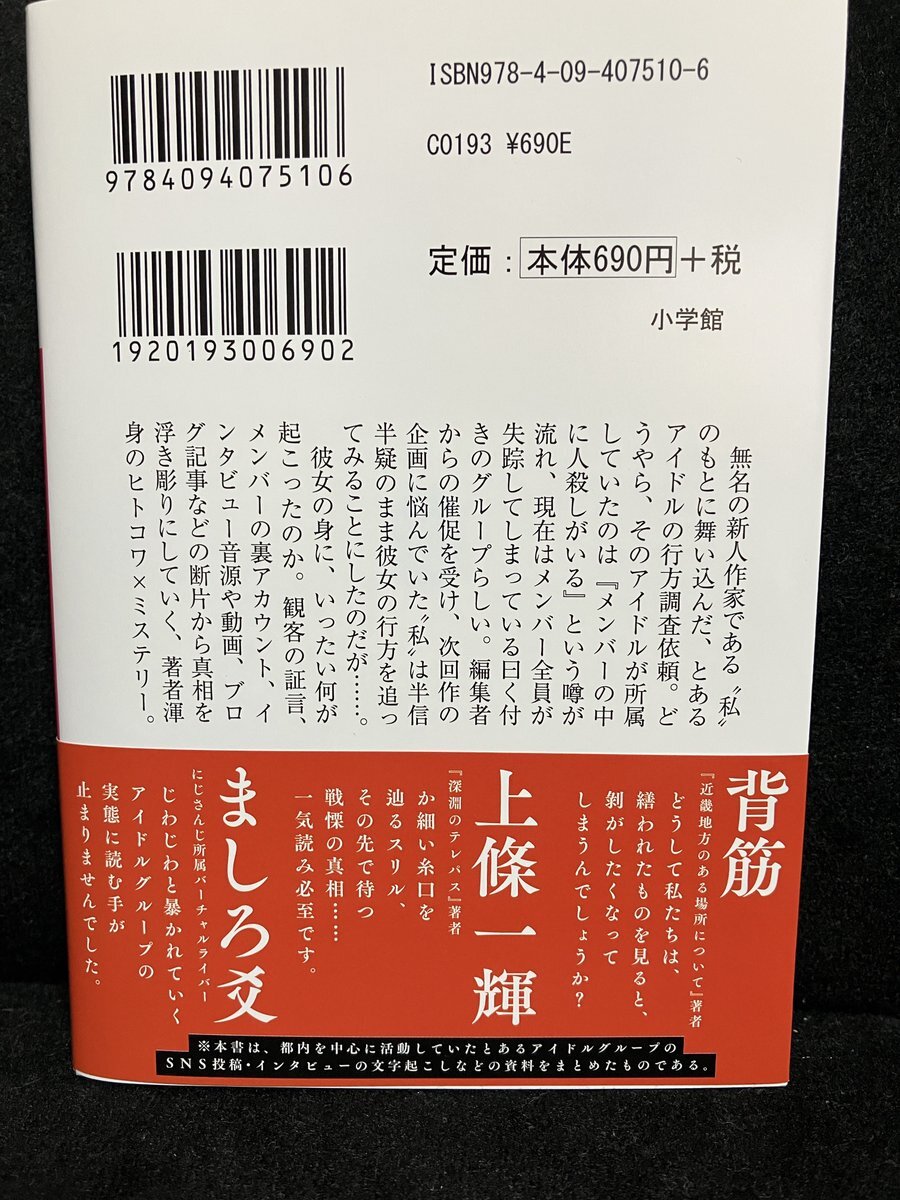 ISBN978-4-09-407510-6
9784094075106
C0193 ¥690E
1920193006902
定価：本体690円＋税
小学館
無名の新人作家である〝私〟
のもとに舞い込んだ、とある
アイドルの行方調査依頼。ど
うやら、そのアイドルが所属
していたのは『メンバーの中
に人殺しがいる』という噂が
流れ、現在はメンバー全員が
失踪してしまっている曰く付
きのグループらしい。編集者
からの催促を受け、次回作の
企画に悩んでいた〝私〟は半信
半疑のまま彼女の行方を追っ
てみることにしたのだが……。
彼女の身に、いったい何が
起こったのか。観客の証言、
メンバーの裏アカウント、イ
ンタビュー音源や動画、ブロ
グ記事などの断片から真相を
浮き彫りにしていく、著者渾
身のヒトコワ×ミステリー。
背筋
『近畿地方のある場所について』著者
どうして私たちは、
繕われたものを見ると、
剝がしたくなって
しまうんでしょうか？
上條一輝
『深淵のテレパス』著者
か細い糸口を
辿るスリル、
その先で待つ
戦慄の真相……
一気読み必至です。
ましろ爻
にじさんじ所属バーチャルライバー
じわじわと暴かれていく
アイドルグループの
実態に読む手が
止まりませんでした。
※本書は、都内を中心に活動していたとあるアイドルグループの
SNS投稿・インタビューの文字起こしなどの資料をまとめたものである。